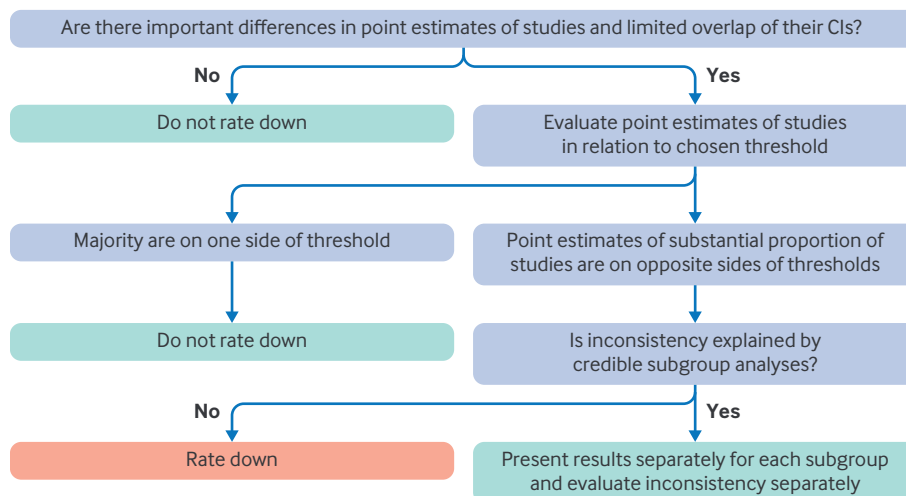 Are there important differences in point estimates of studies and limited overlap of their CIs?
No
Yes
Do not rate down
Evaluate point estimates of studies
in relation to chosen threshold
Majority are on one side of threshold
Point estimates of substantial proportion of
studies are on opposite sides of thresholds
Do not rate down
Is inconsistency explained by
credible subgroup analyses?
No
Yes
Rate down
Present results separately for each subgroup
and evaluate inconsistency separately